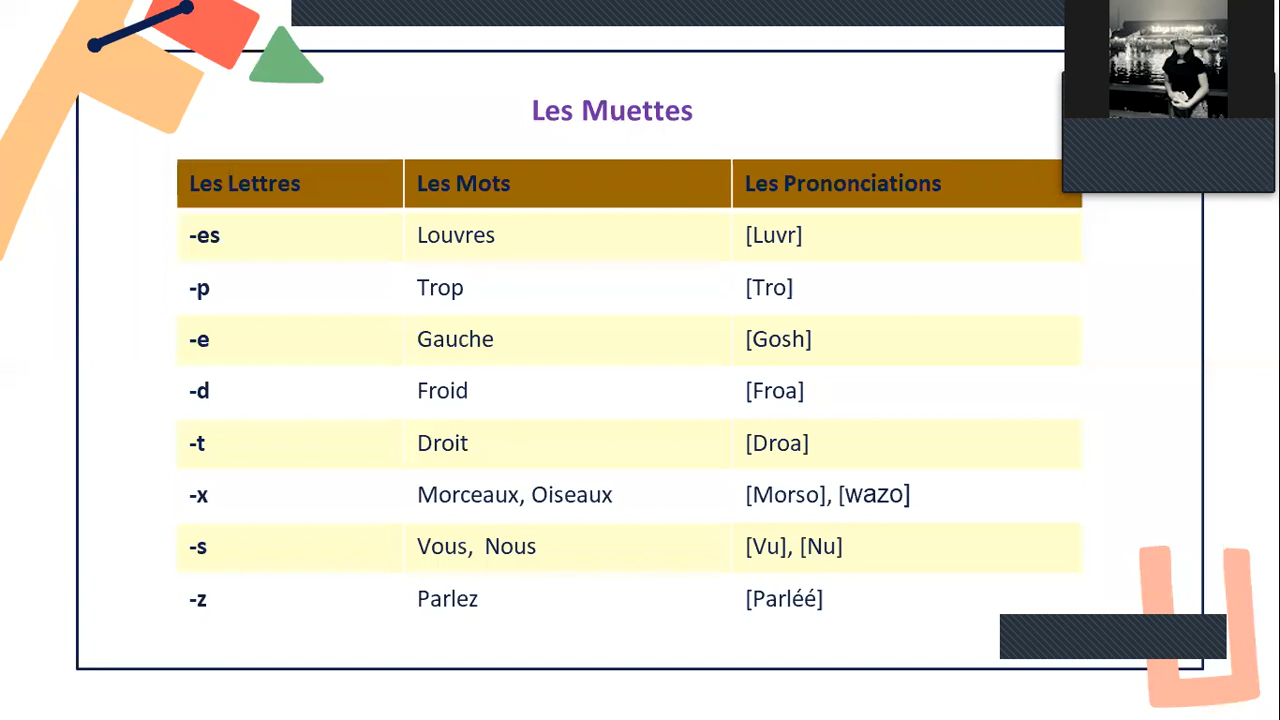 Les Muettes
Les Lettres Les Mots Les Prononciations
-es Louvres [Luvr]
-p Trop [Tro]
-e Gauche [Gosh]
-d Froid [Froa]
-t Droit [Droa]
-x Morceaux, Oiseaux [Morso], [wazo]
-s Vous, Nous [Vu], [Nu]
-z Parlez [Parléé]